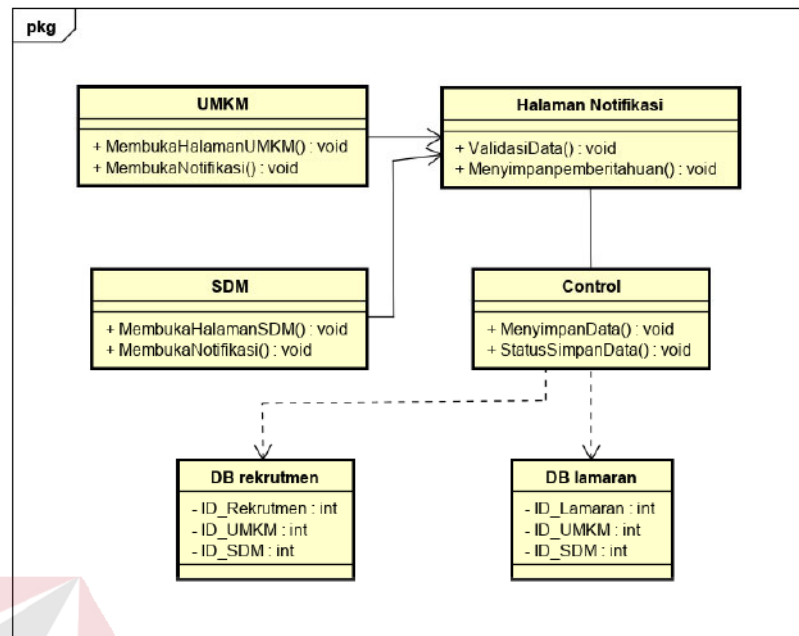 pkg
UMKM
+ MembukaHalamanUMKM() : void
+ MembukaNotifikasi() : void
Halaman Notifikasi
+ ValidasiData() : void
+ Menyimpanpemberitahuan() : void
SDM
+ MembukaHalamanSDM() : void
+ MembukaNotifikasi() : void
Control
+ MenyimpanData() : void
+ StatusSimpanData() : void
DB rekrutmen
- ID_Rekrutmen : int
- ID_UMKM : int
- ID_SDM : int
DB lamaran
- ID_Lamaran : int
- ID_UMKM : int
- ID_SDM : int